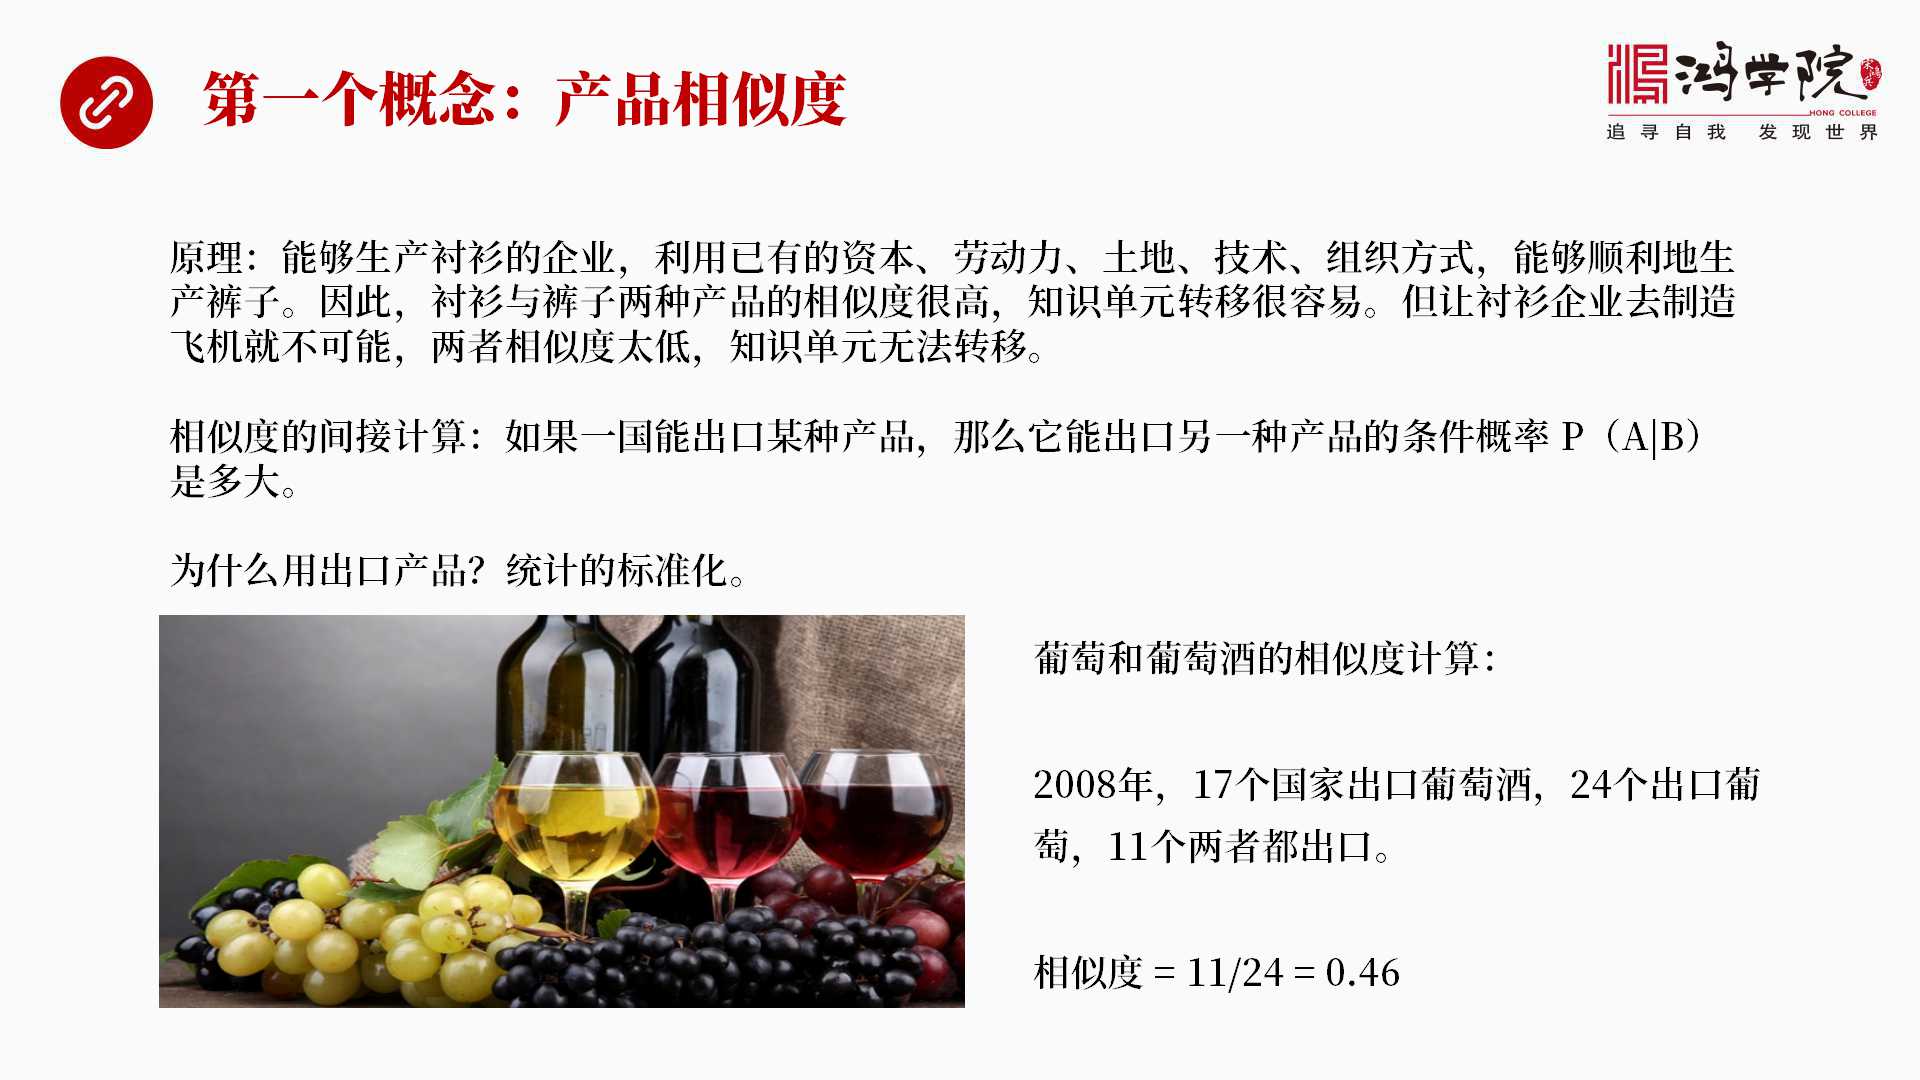 第一个概念：产品相似度
鸿学院
宋鸿兵
HONG COLLEGE
追寻自我 发现世界
原理：能够生产衬衫的企业，利用已有的资本、劳动力、土地、技术、组织方式，能够顺利地生
产裤子。因此，衬衫与裤子两种产品的相似度很高，知识单元转移很容易。但让衬衫企业去制造
飞机就不可能，两者相似度太低，知识单元无法转移。
相似度的间接计算：如果一国能出口某种产品，那么它能出口另一种产品的条件概率 P（A|B）
是多大。
为什么用出口产品？统计的标准化。
葡萄和葡萄酒的相似度计算：
2008年，17个国家出口葡萄酒，24个出口葡
萄，11个两者都出口。
相似度 = 11/24 = 0.46